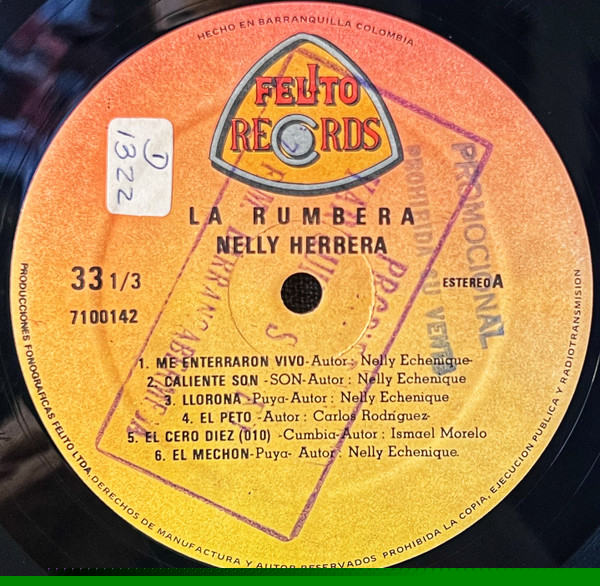 HECHO EN BARRANQUILLA COLOMBIA
FELITO
RECORDS
D
1322
LA RUMBERA
NELLY HERRERA
33 1/3
ESTEREO A
7100142
PROMOCIONAL
PROHIBIDA SU VENTA
1. ME ENTERRARON VIVO-Autor: Nelly Echenique-
2. CALIENTE SON -SON-Autor: Nelly Echenique
3. LLORONA -Puya-Autor: Nelly Echenique
4. EL PETO -Autor: Carlos Rodríguez-
5. EL CERO DIEZ (010) -Cumbia-Autor: Ismael Morelo
6. EL MECHON-Puya- Autor: Nelly Echenique.
PRODUCCIONES FONOGRAFICAS FELITO LTDA. DERECHOS DE MANUFACTURA Y AUTOR RESERVADOS PROHIBIDA LA COPIA, EJECUCION PUBLICA Y RADIOTRANSMISION